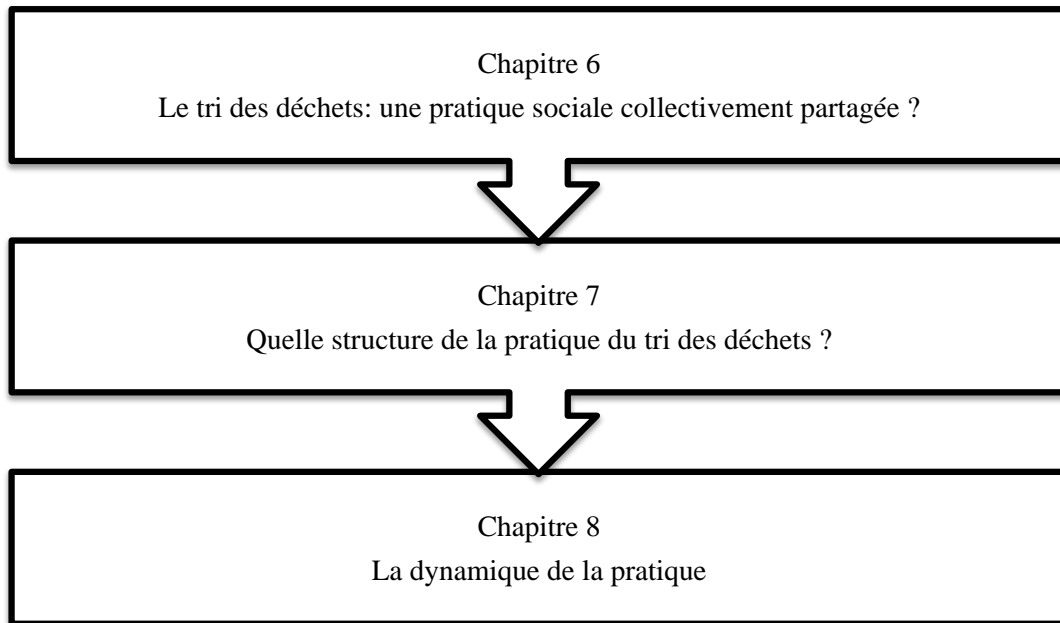 Chapitre 6
Le tri des déchets: une pratique sociale collectivement partagée ?
Chapitre 7
Quelle structure de la pratique du tri des déchets ?
Chapitre 8
La dynamique de la pratique